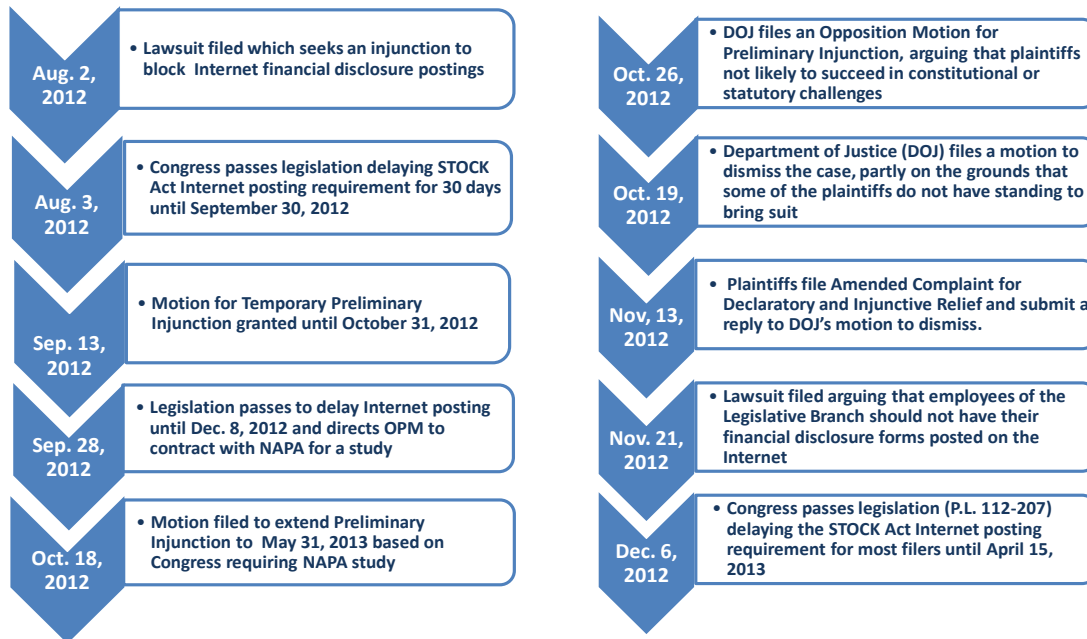 Aug. 2,
2012
• Lawsuit filed which seeks an injunction to
block Internet financial disclosure postings
Aug. 3,
2012
• Congress passes legislation delaying STOCK
Act Internet posting requirement for 30 days
until September 30, 2012
Sep. 13,
2012
• Motion for Temporary Preliminary
Injunction granted until October 31, 2012
Sep. 28,
2012
• Legislation passes to delay Internet posting
until Dec. 8, 2012 and directs OPM to
contract with NAPA for a study
Oct. 18,
2012
• Motion filed to extend Preliminary
Injunction to May 31, 2013 based on
Congress requiring NAPA study
Oct. 26,
2012
• DOJ files an Opposition Motion for
Preliminary Injunction, arguing that plaintiffs
not likely to succeed in constitutional or
statutory challenges
Oct. 19,
2012
• Department of Justice (DOJ) files a motion to
dismiss the case, partly on the grounds that
some of the plaintiffs do not have standing to
bring suit
Nov, 13,
2012
• Plaintiffs file Amended Complaint for
Declaratory and Injunctive Relief and submit a
reply to DOJ’s motion to dismiss.
Nov. 21,
2012
• Lawsuit filed arguing that employees of the
Legislative Branch should not have their
financial disclosure forms posted on the
Internet
Dec. 6,
2012
• Congress passes legislation (P.L. 112-207)
delaying the STOCK Act Internet posting
requirement for most filers until April 15,
2013